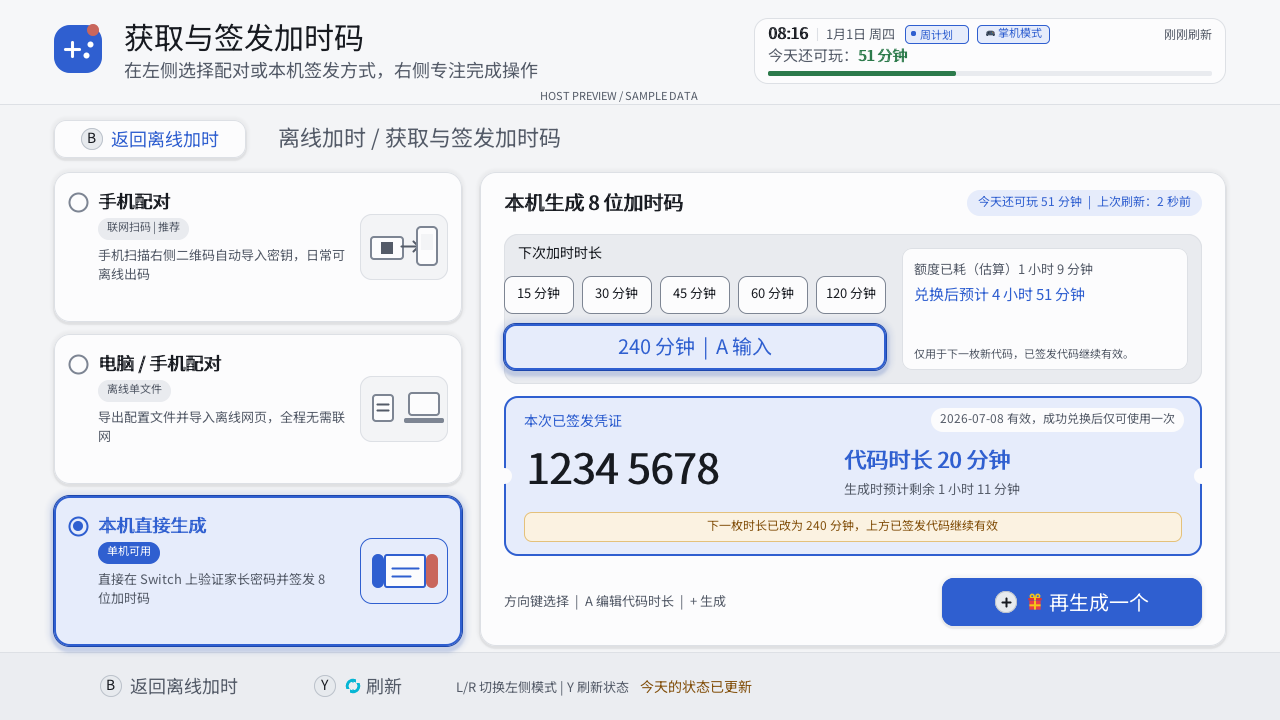 获取与签发加时码
在左侧选择配对或本机签发方式，右侧专注完成操作
08:16 | 1月1日 周四 周计划 掌机模式 刚刚刷新
今天还可玩：51 分钟
HOST PREVIEW / SAMPLE DATA
B 返回离线加时
离线加时 / 获取与签发加时码
手机配对
联网扫码 | 推荐
手机扫描右侧二维码自动导入密钥，日常可
离线出码
电脑 / 手机配对
离线单文件
导出配置文件并导入离线网页，全程无需联
网
本机直接生成
单机可用
直接在 Switch 上验证家长密码并签发 8
位加时码
本机生成 8 位加时码
今天还可玩 51 分钟 | 上次刷新：2 秒前
下次加时时长
15 分钟 30 分钟 45 分钟 60 分钟 120 分钟
240 分钟 | A 输入
额度已耗（估算）1 小时 9 分钟
兑换后预计 4 小时 51 分钟
仅用于下一枚新代码，已签发代码继续有效。
本次已签发凭证
2026-07-08 有效，成功兑换后仅可使用一次
1234 5678
代码时长 20 分钟
生成时预计剩余 1 小时 11 分钟
下一枚时长已改为 240 分钟，上方已签发代码继续有效
方向键选择 | A 编辑代码时长 | + 生成
再生成一个
B 返回离线加时
Y 刷新
L/R 切换左侧模式 | Y 刷新状态
今天的状态已更新